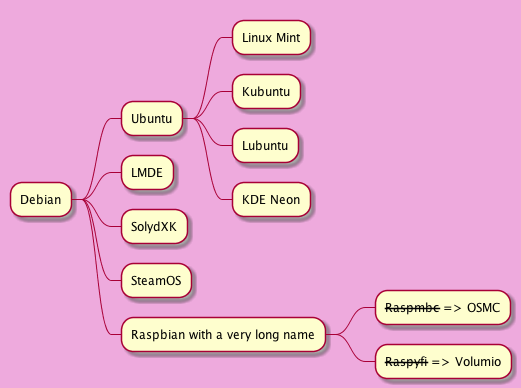 Debian
Ubuntu
Linux Mint
Kubuntu
Lubuntu
KDE Neon
LMDE
SolydXK
SteamOS
Raspbian with a very long name
Raspmbc => OSMC
Raspyfi => Volumio